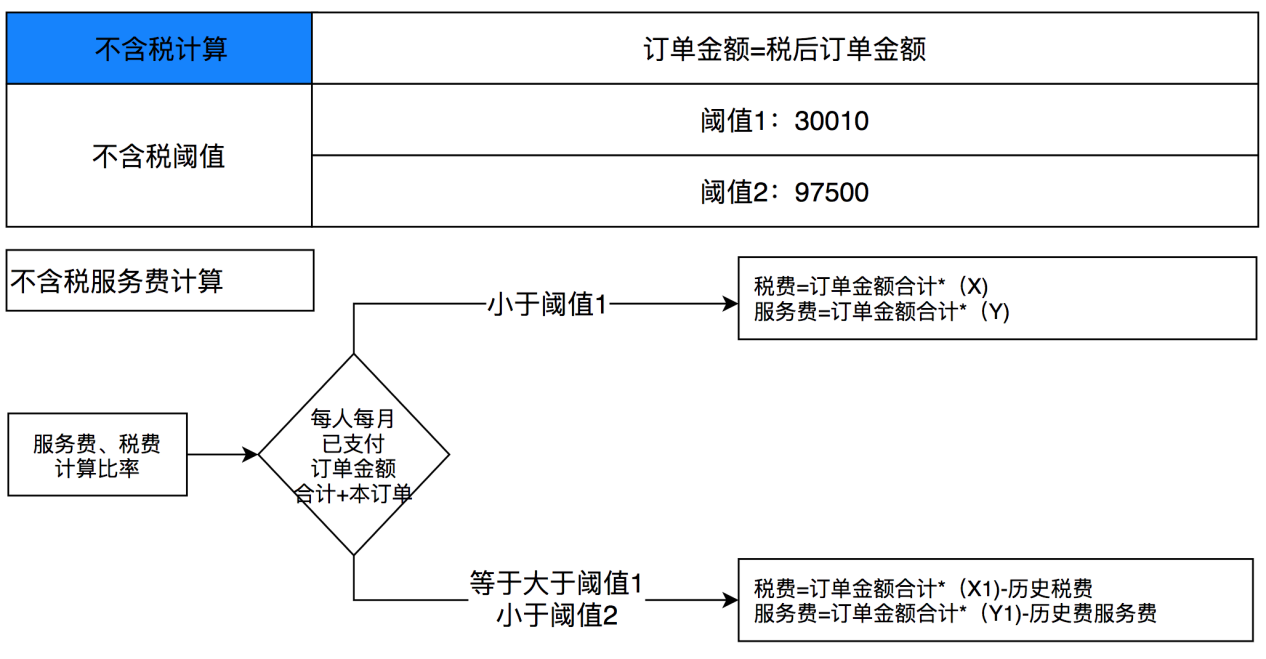 不含税计算
订单金额=税后订单金额
不含税阈值
阈值1：30010
阈值2：97500
不含税服务费计算
税费=订单金额合计*（X)
服务费=订单金额合计*（Y)
小于阈值1
每人每月
已支付
订单金额
合计+本订单
服务费、税费
计算比率
等于大于阈值1
小于阈值2
税费=订单金额合计*（X1)-历史税费
服务费=订单金额合计*（Y1)-历史费服务费